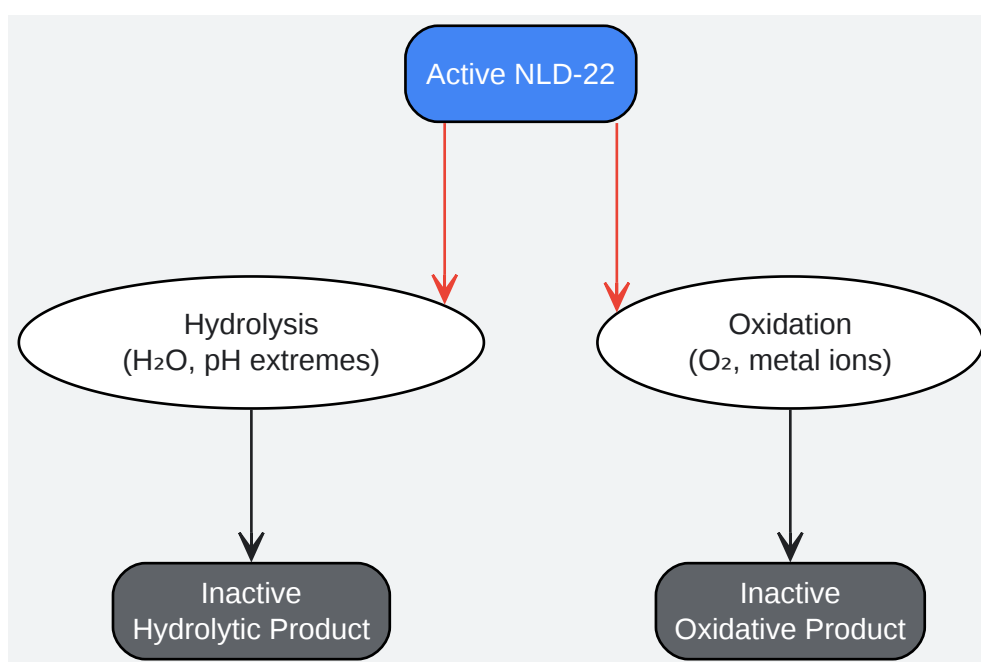 Active NLD-22
Hydrolysis
(H₂O, pH extremes)
Oxidation
(O₂, metal ions)
Inactive
Hydrolytic Product
Inactive
Oxidative Product